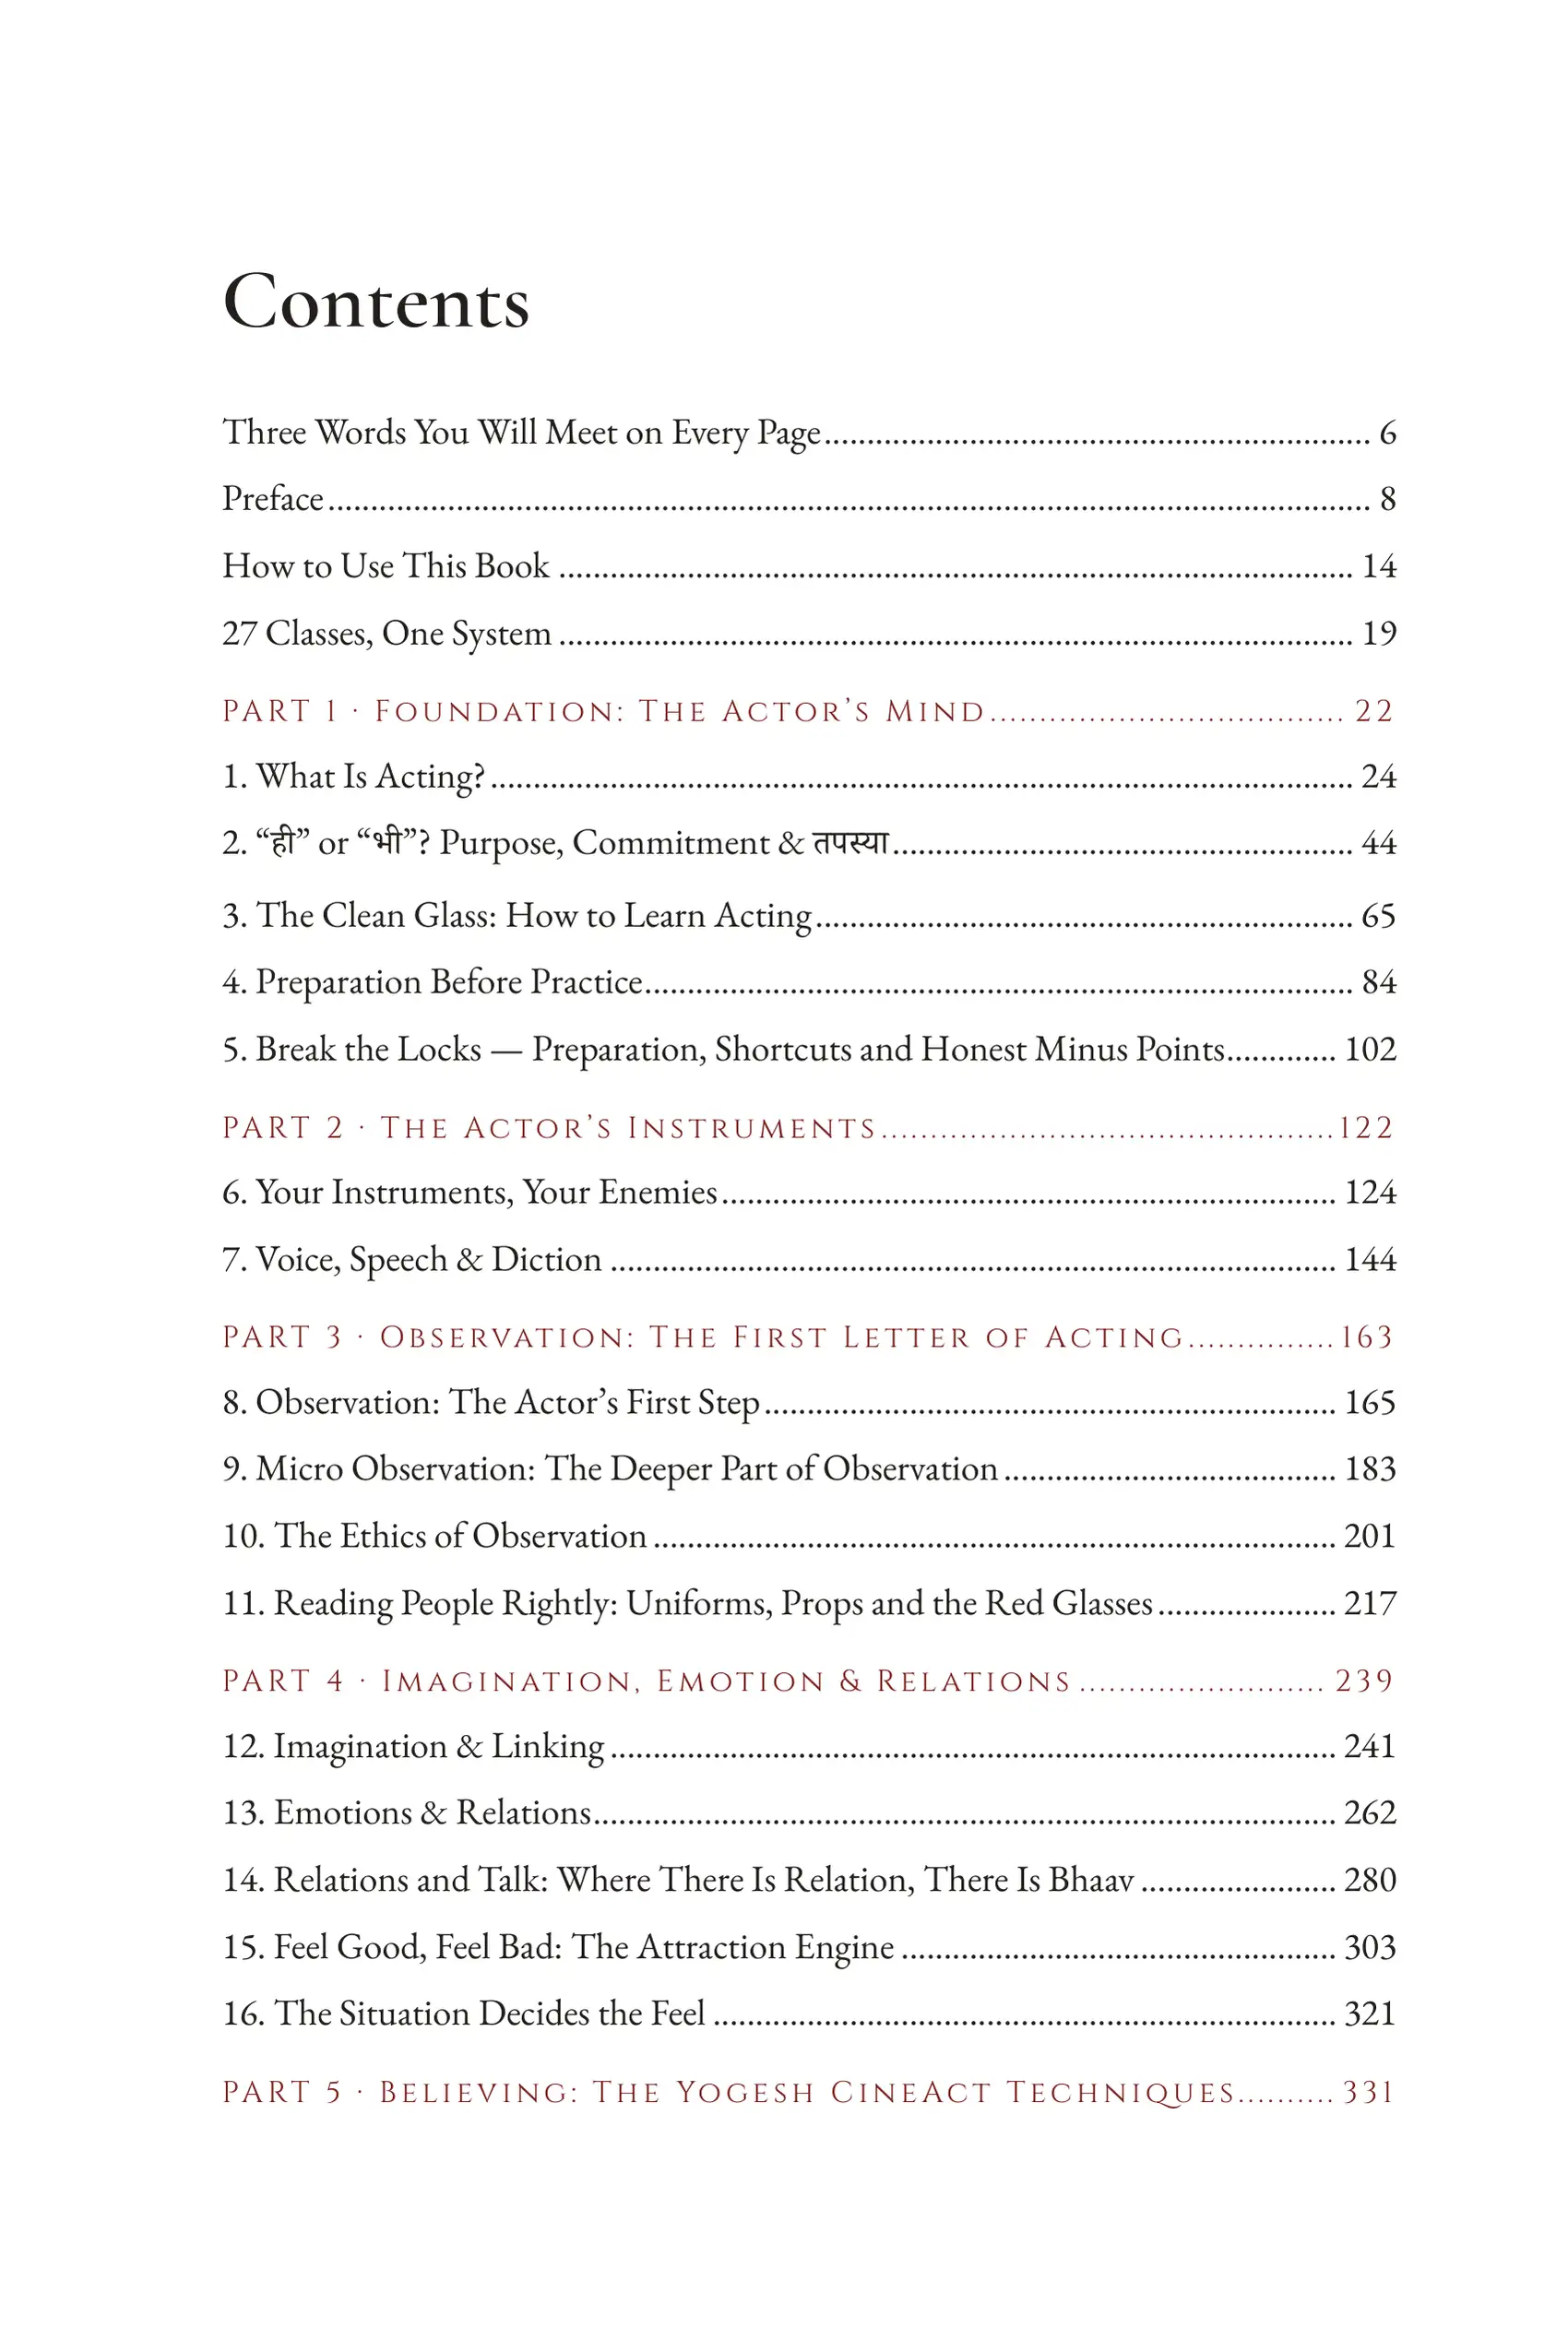 Contents
Three Words You Will Meet on Every Page 6
Preface 8
How to Use This Book 14
27 Classes, One System 19
PART 1 · Foundation: The Actor’s Mind 22
1. What Is Acting? 24
2. “ही” or “भी”? Purpose, Commitment & तपस्या 44
3. The Clean Glass: How to Learn Acting 65
4. Preparation Before Practice 84
5. Break the Locks — Preparation, Shortcuts and Honest Minus Points 102
PART 2 · The Actor’s Instruments 122
6. Your Instruments, Your Enemies 124
7. Voice, Speech & Diction 144
PART 3 · Observation: The First Letter of Acting 163
8. Observation: The Actor’s First Step 165
9. Micro Observation: The Deeper Part of Observation 183
10. The Ethics of Observation 201
11. Reading People Rightly: Uniforms, Props and the Red Glasses 217
PART 4 · Imagination, Emotion & Relations 239
12. Imagination & Linking 241
13. Emotions & Relations 262
14. Relations and Talk: Where There Is Relation, There Is Bhaav 280
15. Feel Good, Feel Bad: The Attraction Engine 303
16. The Situation Decides the Feel 321
PART 5 · Believing: The Yogesh CineAct Techniques 331